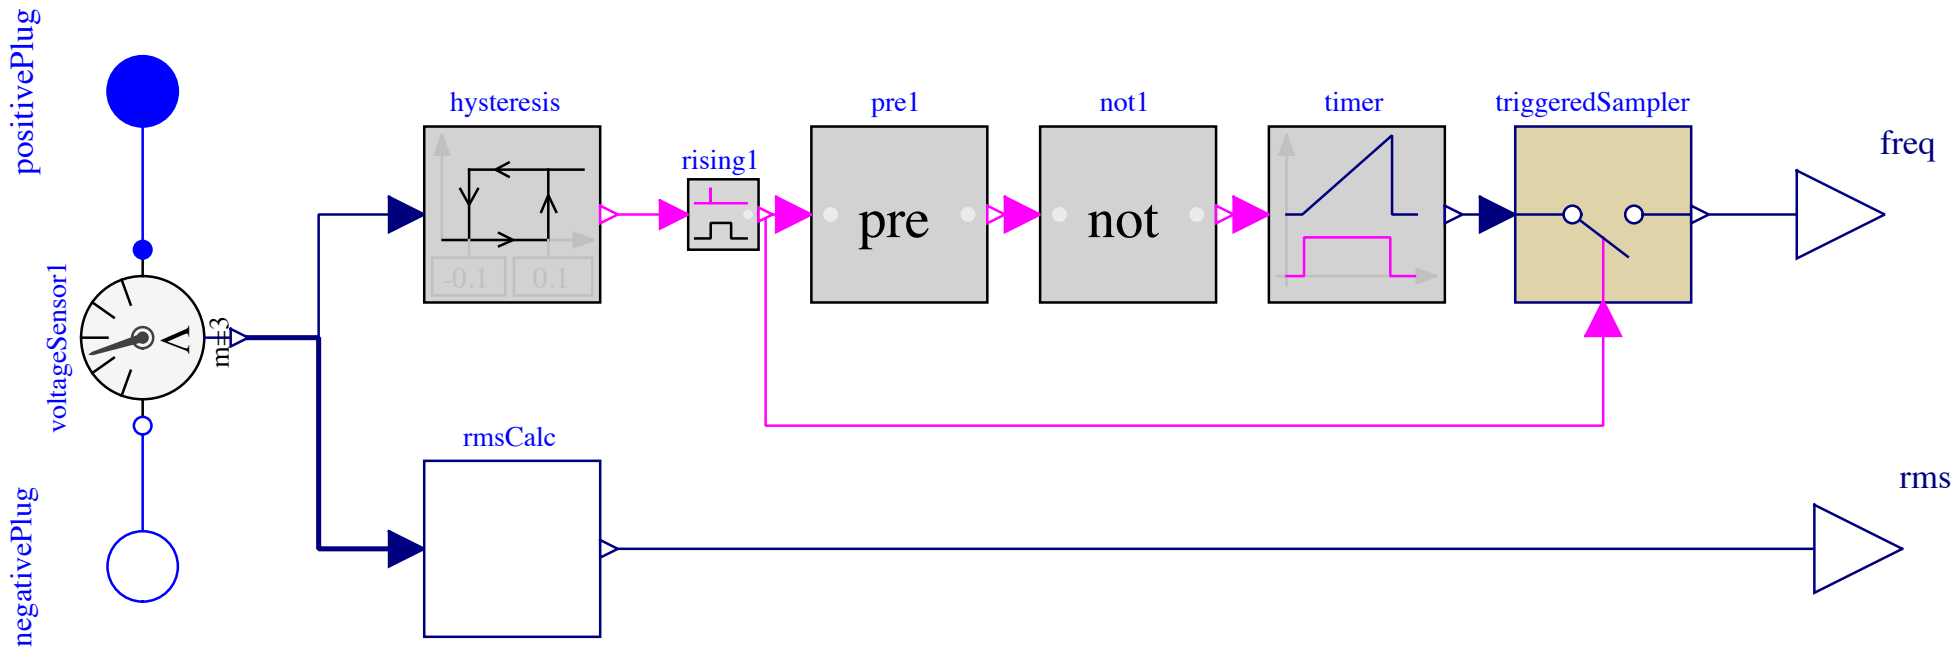 positivePlug
hysteresis
rising1
pre1
not1
timer
triggeredSampler
freq
pre
not
-0.1
0.1
voltageSensor1
V
m=3
rmsCalc
rms
negativePlug